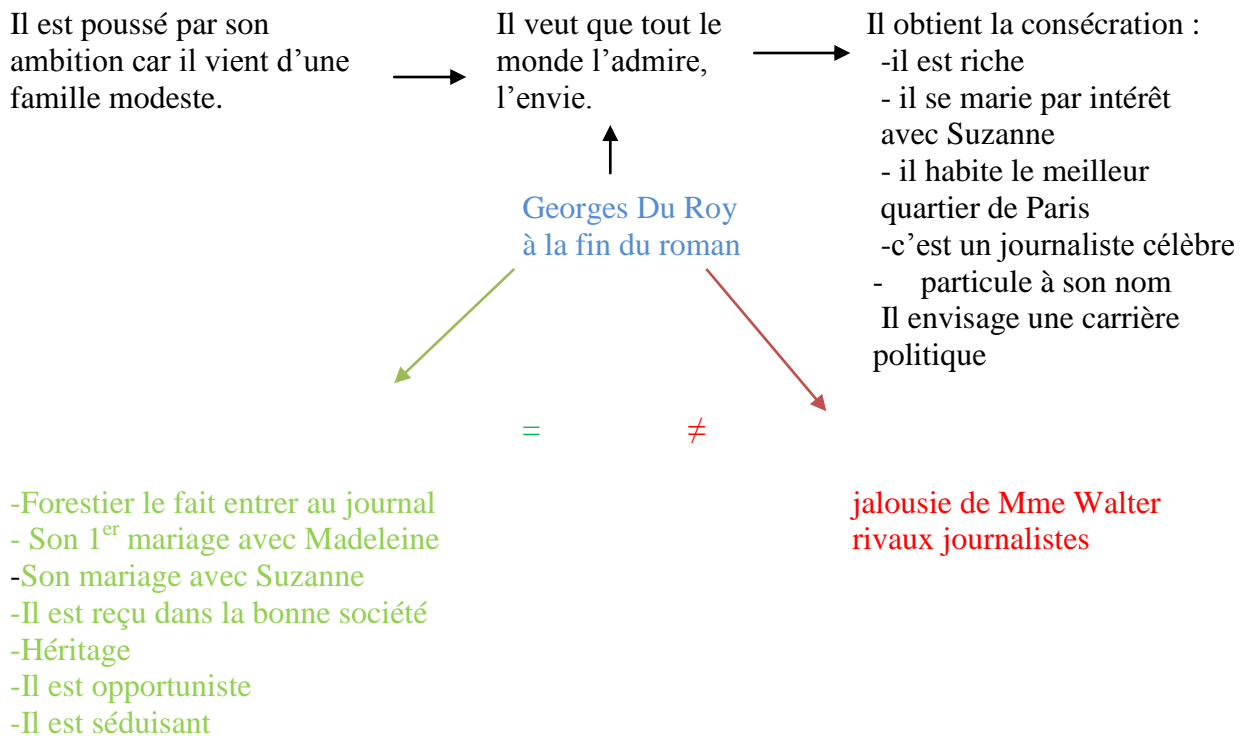 Il est poussé par son
ambition car il vient d’une
famille modeste.
Il veut que tout le
monde l’admire,
l’envie.
Il obtient la consécration :
-il est riche
- il se marie par intérêt
avec Suzanne
- il habite le meilleur
quartier de Paris
-c’est un journaliste célèbre
- particule à son nom
Il envisage une carrière
politique
Georges Du Roy
à la fin du roman
= ≠
-Forestier le fait entrer au journal
- Son 1er mariage avec Madeleine
-Son mariage avec Suzanne
-Il est reçu dans la bonne société
-Héritage
-Il est opportuniste
-Il est séduisant
jalousie de Mme Walter
rivaux journalistes